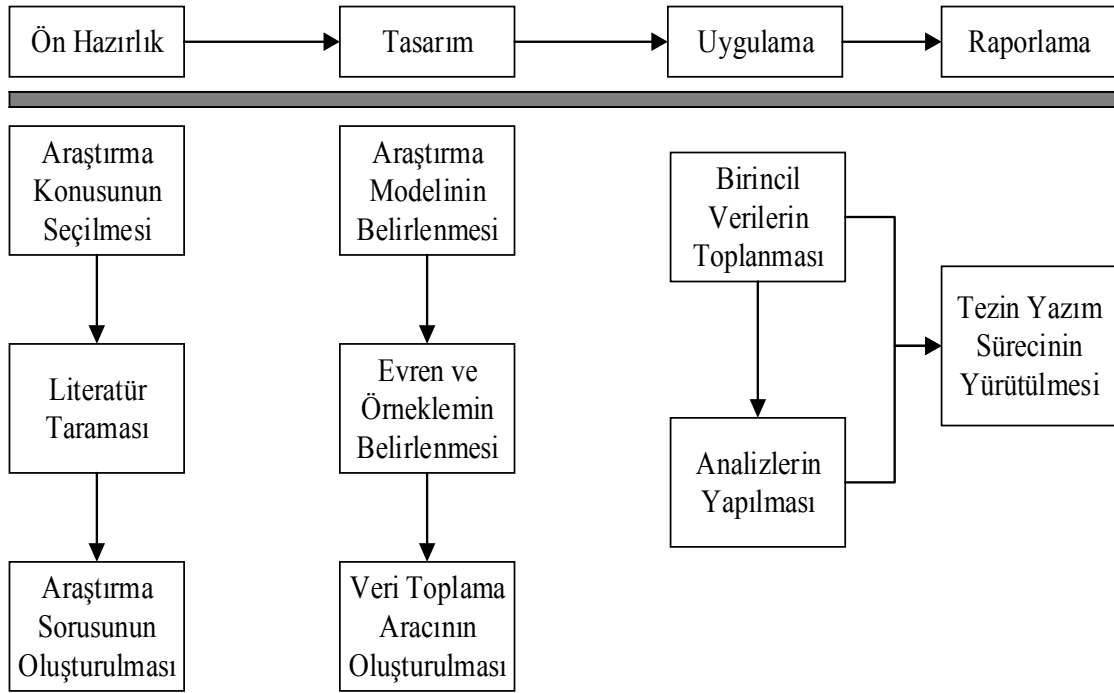 Ön Hazırlık
Tasarım
Uygulama
Raporlama
Araştırma
Konusunun
Seçilmesi
Literatür
Taraması
Araştırma
Sorusunun
Oluşturulması
Araştırma
Modelinin
Belirlenmesi
Evren ve
Örneklemin
Belirlenmesi
Veri Toplama
Aracının
Oluşturulması
Birincil
Verilerin
Toplanması
Analizlerin
Yapılması
Tezin Yazım
Sürecinin
Yürütülmesi